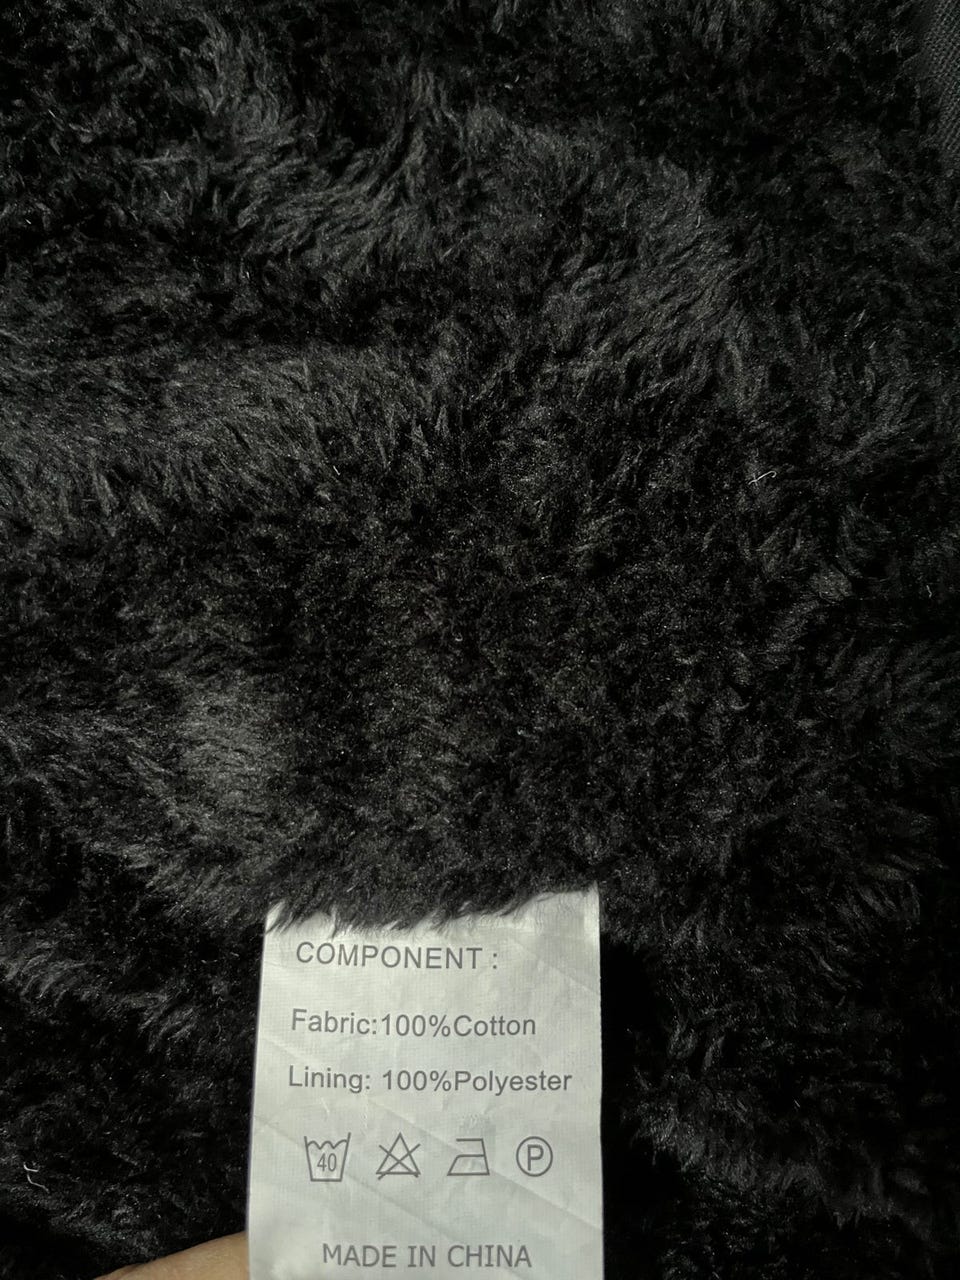 COMPONENT :
Fabric:100%Cotton
Lining: 100%Polyester
40 P
MADE IN CHINA